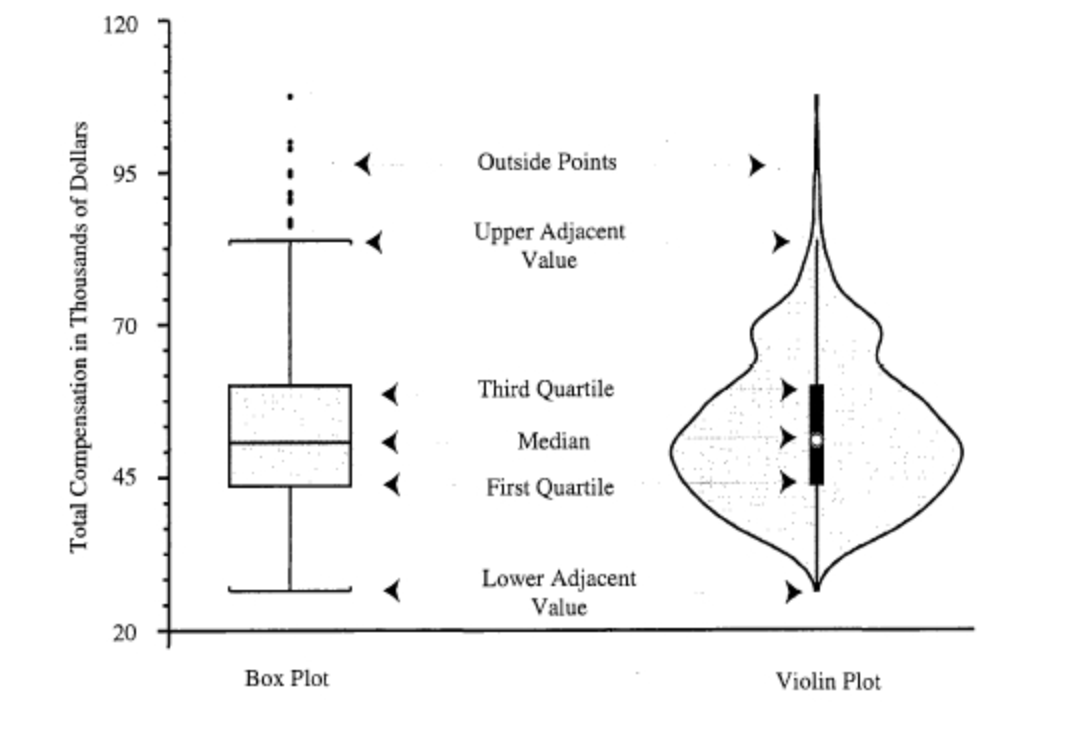 120
95
70
45
20
Total Compensation in Thousands of Dollars
Outside Points
Upper Adjacent
Value
Third Quartile
Median
First Quartile
Lower Adjacent
Value
Box Plot
Violin Plot